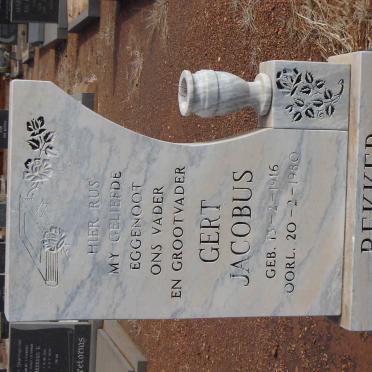 HIER RUS
MY GELIEFDE
EGGENOOT
ONS VADER
EN GROOTVADER
GERT
JACOBUS
GEB. 13-2-1916
OORL. 20-2-1980
BEKKER